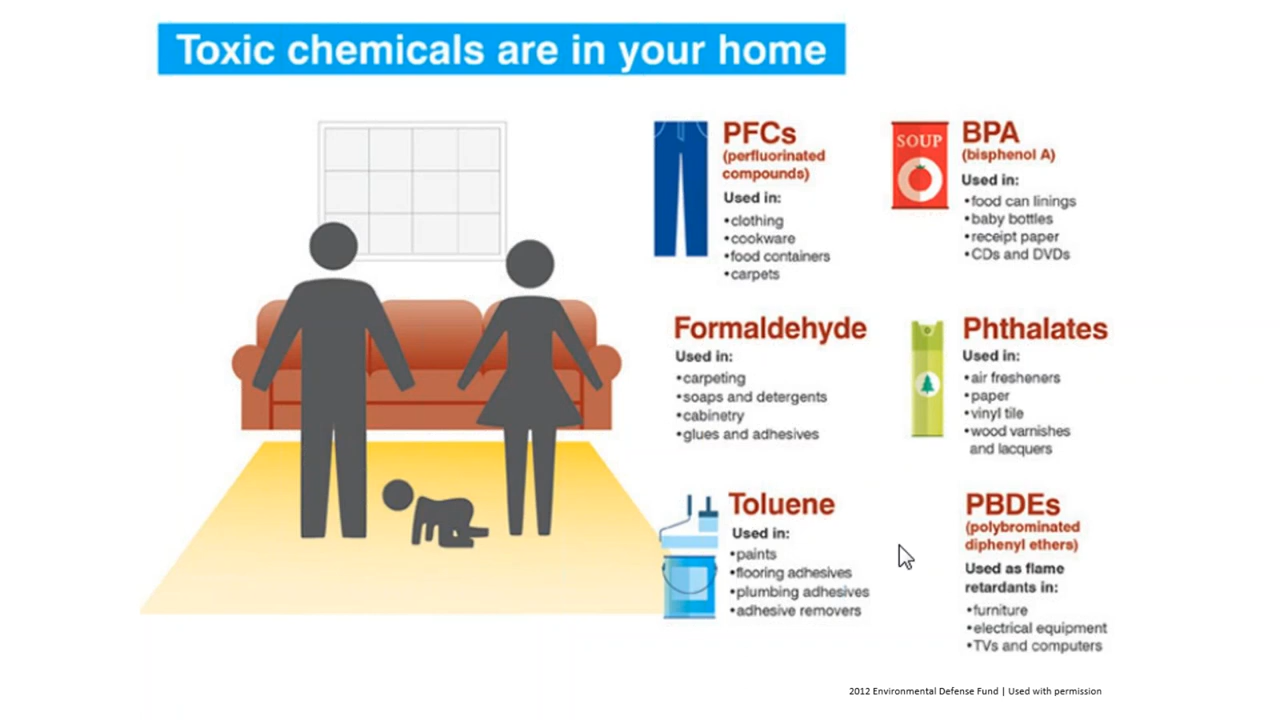 Toxic chemicals are in your home
PFCs
(perfluorinated
compounds)
Used in:
•clothing
•cookware
•food containers
•carpets
SOUP
BPA
(bisphenol A)
Used in:
•food can linings
•baby bottles
•receipt paper
•CDs and DVDs
Formaldehyde
Used in:
•carpeting
•soaps and detergents
•cabinetry
•glues and adhesives
Phthalates
Used in:
•air fresheners
•paper
•vinyl tile
•wood varnishes
and lacquers
Toluene
Used in:
•paints
•flooring adhesives
•plumbing adhesives
•adhesive removers
PBDEs
(polybrominated
diphenyl ethers)
Used as flame
retardants in:
•furniture
•electrical equipment
•TVs and computers
2012 Environmental Defense Fund | Used with permission